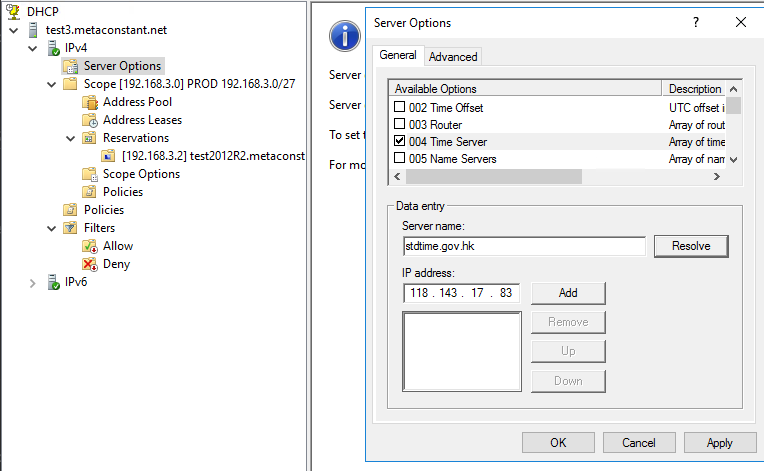 DHCP
test3.metaconstant.net
IPv4
Server Options
Scope [192.168.3.0] PROD 192.168.3.0/27
Address Pool
Address Leases
Reservations
[192.168.3.2] test2012R2.metaconst
Scope Options
Policies
Policies
Filters
Allow
Deny
IPv6
Server
Server
To set t
For mo
Server Options
? ×
General Advanced
Available Options Description
002 Time Offset UTC offset i
003 Router Array of rout
004 Time Server Array of time
005 Name Servers Array of nam
Data entry
Server name:
stdtime.gov.hk Resolve
IP address:
118 . 143 . 17 . 83 Add
Remove
Up
Down
OK Cancel Apply